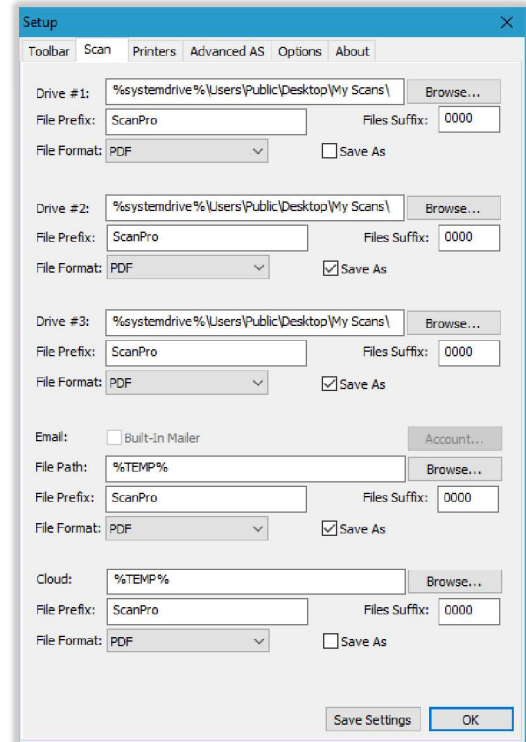 Setup
Toolbar Scan Printers Advanced AS Options About
Drive #1: %systemdrive%\Users\Public\Desktop\My Scans\ Browse...
File Prefix: ScanPro Files Suffix: 0000
File Format: PDF Save As
Drive #2: %systemdrive%\Users\Public\Desktop\My Scans\ Browse...
File Prefix: ScanPro Files Suffix: 0000
File Format: PDF Save As
Drive #3: %systemdrive%\Users\Public\Desktop\My Scans\ Browse...
File Prefix: ScanPro Files Suffix: 0000
File Format: PDF Save As
Email: Built-In Mailer Account...
File Path: %TEMP% Browse...
File Prefix: ScanPro Files Suffix: 0000
File Format: PDF Save As
Cloud: %TEMP% Browse...
File Prefix: ScanPro Files Suffix: 0000
File Format: PDF Save As
Save Settings OK